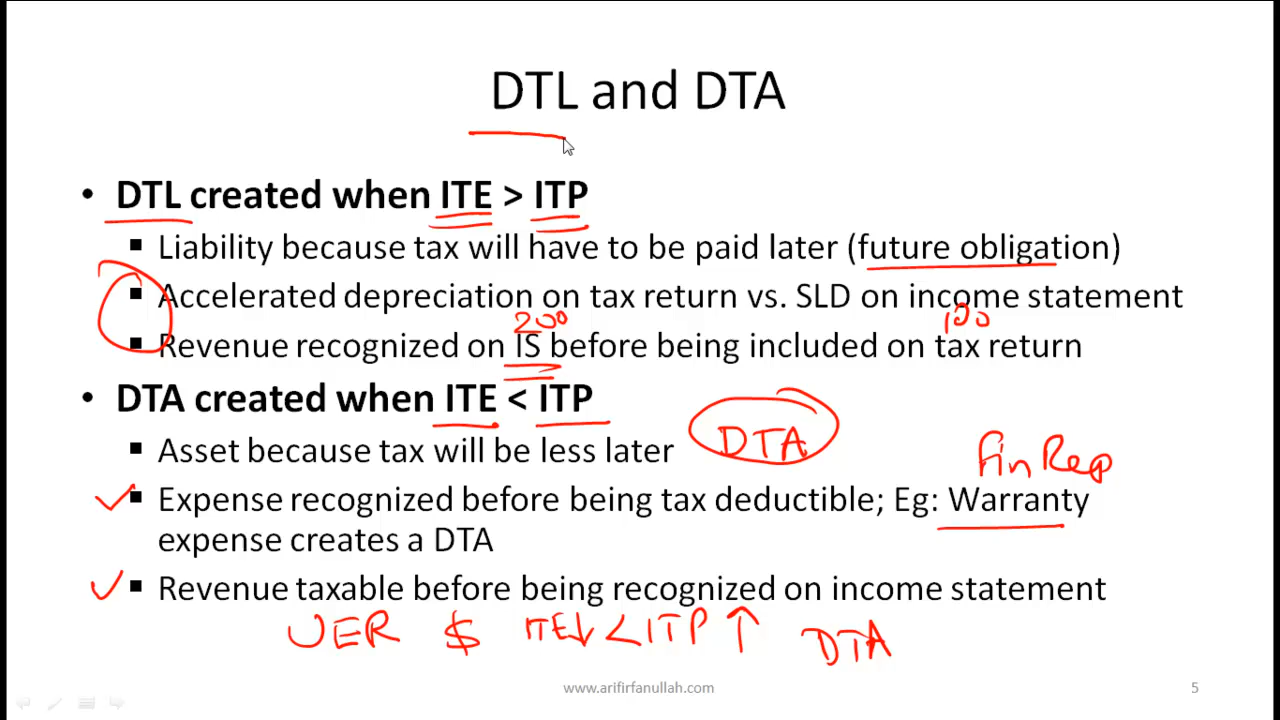 DTL and DTA
• DTL created when ITE > ITP
▪ Liability because tax will have to be paid later (future obligation)
▪ Accelerated depreciation on tax return vs. SLD on income statement
200 100
▪ Revenue recognized on IS before being included on tax return
• DTA created when ITE < ITP
DTA
▪ Asset because tax will be less later
Fin Rep
▪ Expense recognized before being tax deductible; Eg: Warranty
expense creates a DTA
▪ Revenue taxable before being recognized on income statement
UER $ ITE↓ < ITP ↑ DTA
www.arifirfanullah.com 5